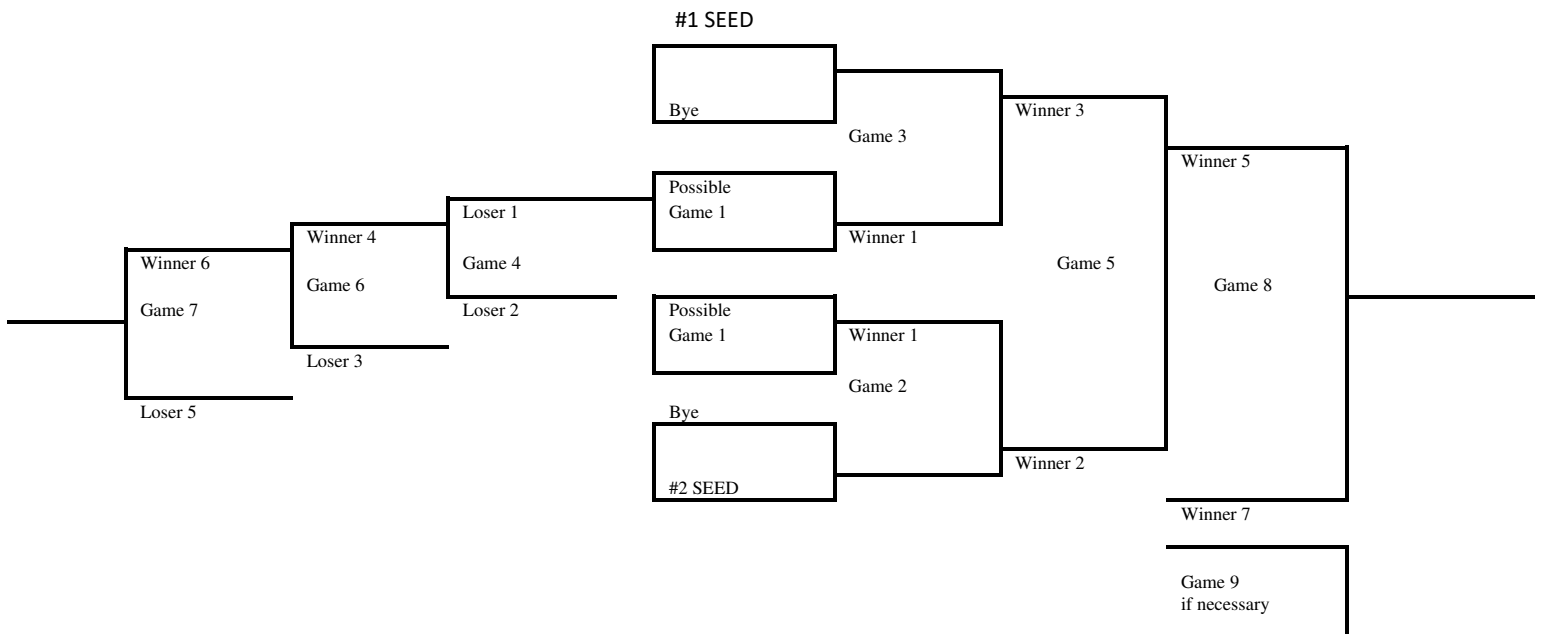 #1 SEED
Bye
Winner 3
Game 3
Winner 5
Possible
Game 1
Loser 1
Winner 4
Winner 1
Winner 6
Game 4
Game 5
Game 6
Game 8
Game 7
Loser 2
Possible
Game 1
Winner 1
Loser 3
Game 2
Loser 5
Bye
Winner 2
#2 SEED
Winner 7
Game 9
if necessary